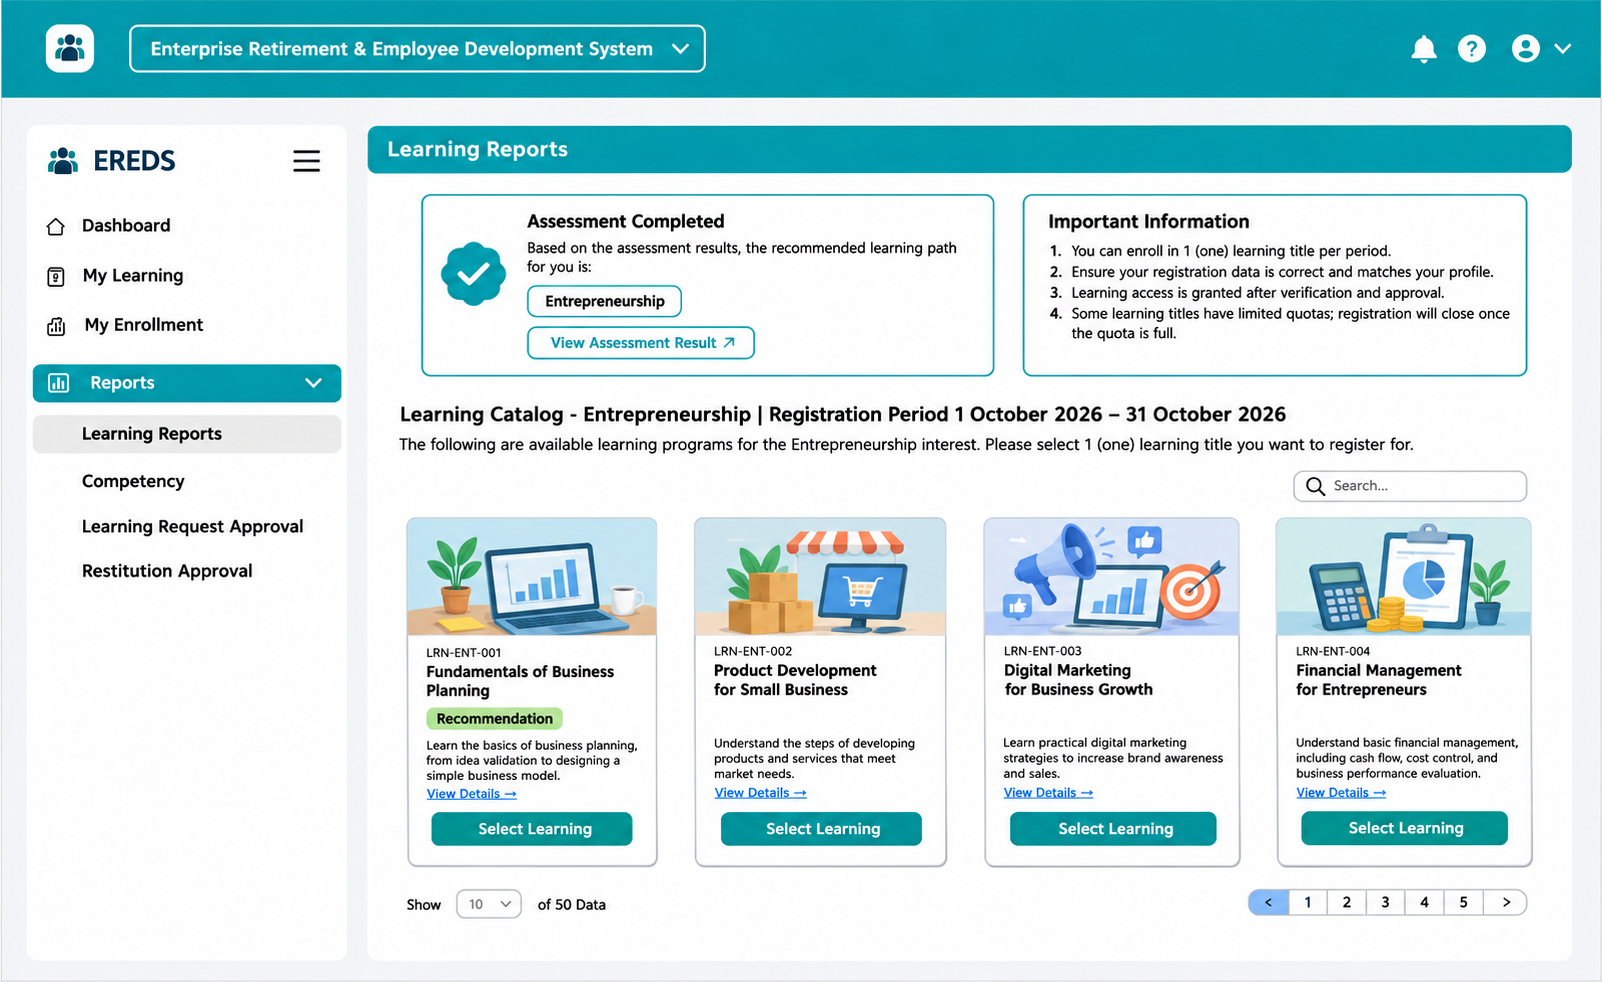 Enterprise Retirement & Employee Development System
?
EREDS
Dashboard
My Learning
My Enrollment
Reports
Learning Reports
Competency
Learning Request Approval
Restitution Approval
Learning Reports
Assessment Completed
Based on the assessment results, the recommended learning path
for you is:
Entrepreneurship
View Assessment Result ↗
Important Information
1. You can enroll in 1 (one) learning title per period.
2. Ensure your registration data is correct and matches your profile.
3. Learning access is granted after verification and approval.
4. Some learning titles have limited quotas; registration will close once
the quota is full.
Learning Catalog - Entrepreneurship | Registration Period 1 October 2026 – 31 October 2026
The following are available learning programs for the Entrepreneurship interest. Please select 1 (one) learning title you want to register for.
Search...
LRN-ENT-001
Fundamentals of Business
Planning
Recommendation
Learn the basics of business planning,
from idea validation to designing a
simple business model.
View Details →
Select Learning
LRN-ENT-002
Product Development
for Small Business
Understand the steps of developing
products and services that meet
market needs.
View Details →
Select Learning
LRN-ENT-003
Digital Marketing
for Business Growth
Learn practical digital marketing
strategies to increase brand awareness
and sales.
View Details →
Select Learning
LRN-ENT-004
Financial Management
for Entrepreneurs
Understand basic financial management,
including cash flow, cost control, and
business performance evaluation.
View Details →
Select Learning
Show 10 of 50 Data
< 1 2 3 4 5 >